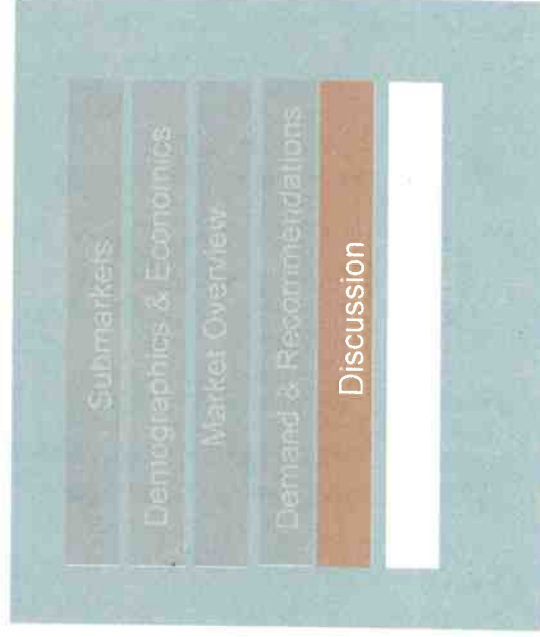 Submarkets
Demographics & Economics
Market Overview
Demand & Recommendations
Discussion